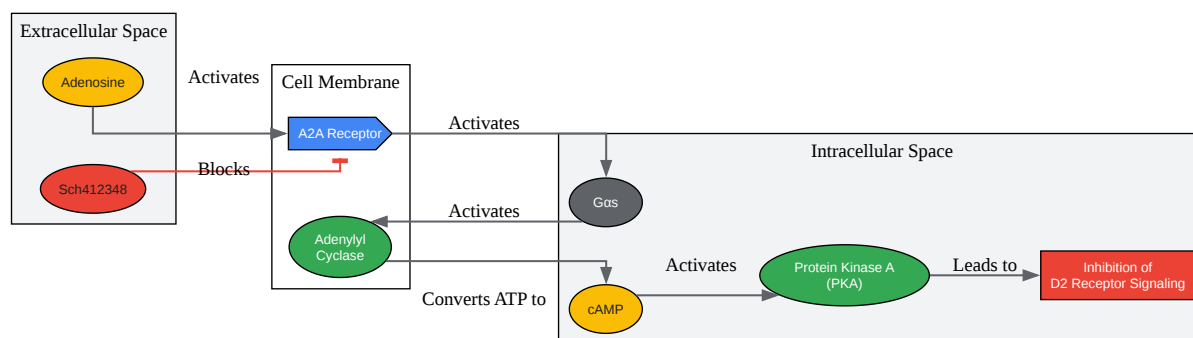 Extracellular Space
Adenosine
Activates
Cell Membrane
A2A Receptor
Activates
Intracellular Space
Sch412348
Blocks
Gαs
Activates
Adenylyl
Cyclase
Converts ATP to
cAMP
Activates
Protein Kinase A
(PKA)
Leads to
Inhibition of
D2 Receptor Signaling